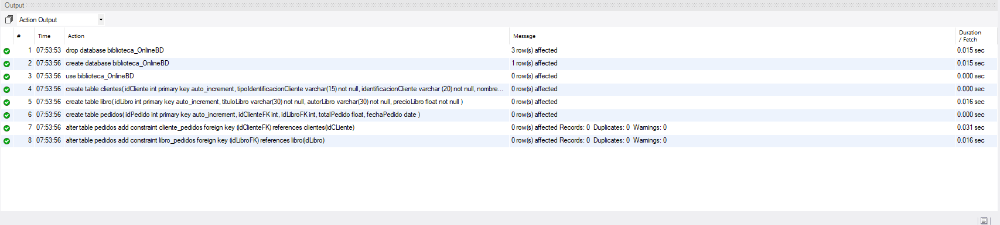 Output
Action Output
# Time Action Message Duration / Fetch
1 07:53:53 drop database biblioteca_OnlineBD 3 row(s) affected 0.015 sec
2 07:53:56 create database biblioteca_OnlineBD 1 row(s) affected 0.015 sec
3 07:53:56 use biblioteca_OnlineBD 0 row(s) affected 0.000 sec
4 07:53:56 create table clientes( idCliente int primary key auto_increment, tipoIdentificacionCliente varchar(15) not null, identificacionCliente varchar (20) not null, nombre... 0 row(s) affected 0.000 sec
5 07:53:56 create table libro( idLibro int primary key auto_increment, tituloLibro varchar(30) not null, autorLibro varchar(30) not null, precioLibro float not null ) 0 row(s) affected 0.016 sec
6 07:53:56 create table pedidos( idPedido int primary key auto_increment, idClienteFK int, idLibroFK int, totalPedido float, fechaPedido date ) 0 row(s) affected 0.000 sec
7 07:53:56 alter table pedidos add constraint cliente_pedidos foreign key (idClienteFK) references clientes(idCLiente) 0 row(s) affected Records: 0 Duplicates: 0 Warnings: 0 0.031 sec
8 07:53:56 alter table pedidos add constraint libro_pedidos foreign key (idLibroFK) references libro(idLibro) 0 row(s) affected Records: 0 Duplicates: 0 Warnings: 0 0.016 sec